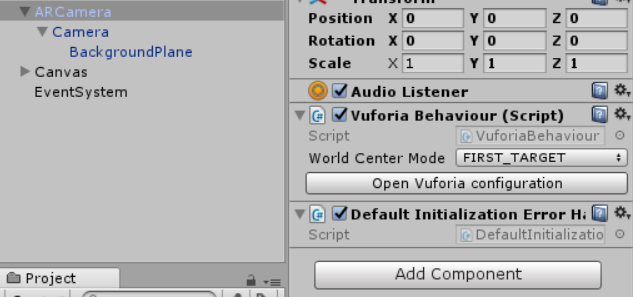 ARCamera
Camera
BackgroundPlane
Canvas
EventSystem
Project
Transform
Position X 0 Y 0 Z 0
Rotation X 0 Y 0 Z 0
Scale X 1 Y 1 Z 1
Audio Listener
Vuforia Behaviour (Script)
Script VuforiaBehaviour
World Center Mode FIRST_TARGET
Open Vuforia configuration
Default Initialization Error Ha
Script DefaultInitializatio
Add Component